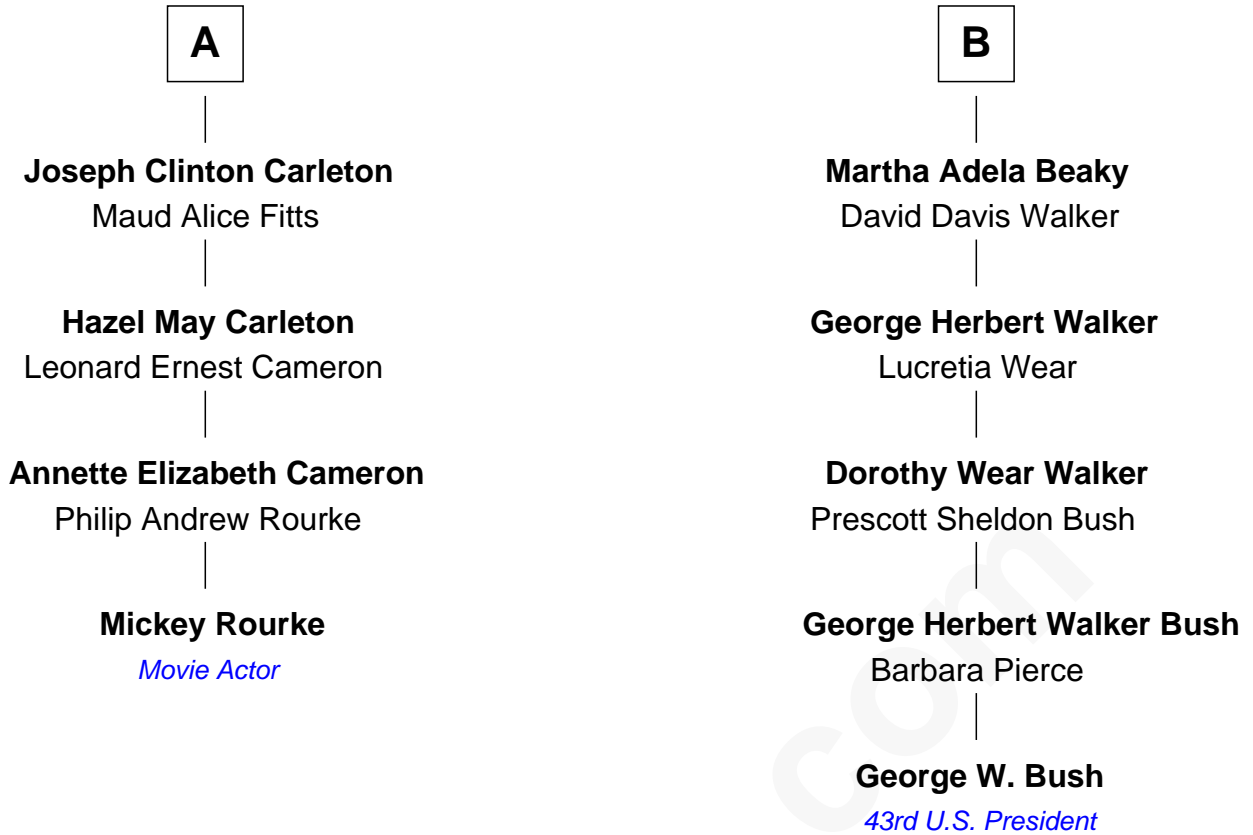 A
Joseph Clinton Carleton
Maud Alice Fitts
Hazel May Carleton
Leonard Ernest Cameron
Annette Elizabeth Cameron
Philip Andrew Rourke
Mickey Rourke
Movie Actor
B
Martha Adela Beaky
David Davis Walker
George Herbert Walker
Lucretia Wear
Dorothy Wear Walker
Prescott Sheldon Bush
George Herbert Walker Bush
Barbara Pierce
George W. Bush
43rd U.S. President
com